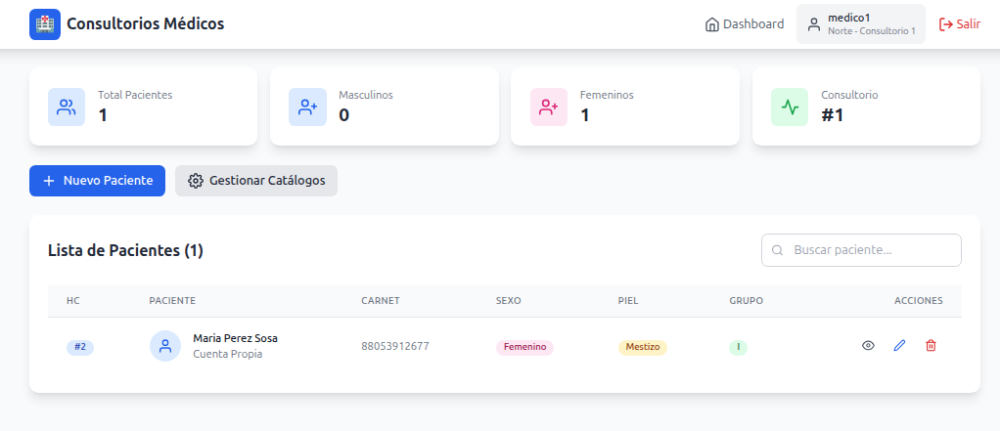 Consultorios Médicos
Dashboard
medico1
Norte - Consultorio 1
Salir
Total Pacientes
1
Masculinos
0
Femeninos
1
Consultorio
#1
Nuevo Paciente
Gestionar Catálogos
Lista de Pacientes (1)
Buscar paciente...
HC PACIENTE CARNET SEXO PIEL GRUPO ACCIONES
#2 Maria Perez Sosa 88053912677 Femenino Mestizo I
Cuenta Propia